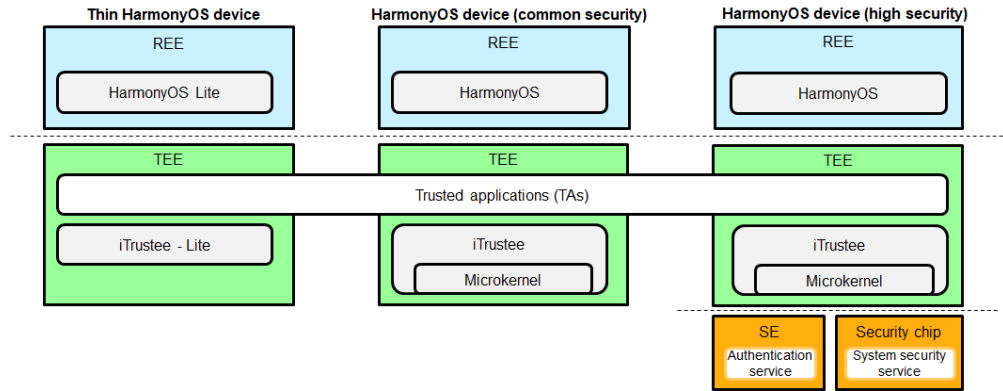 Thin HarmonyOS device
HarmonyOS device (common security)
HarmonyOS device (high security)
REE
REE
REE
HarmonyOS Lite
HarmonyOS
HarmonyOS
TEE
TEE
TEE
Trusted applications (TAs)
iTrustee - Lite
iTrustee
iTrustee
Microkernel
Microkernel
SE
Security chip
Authentication
service
System security
service